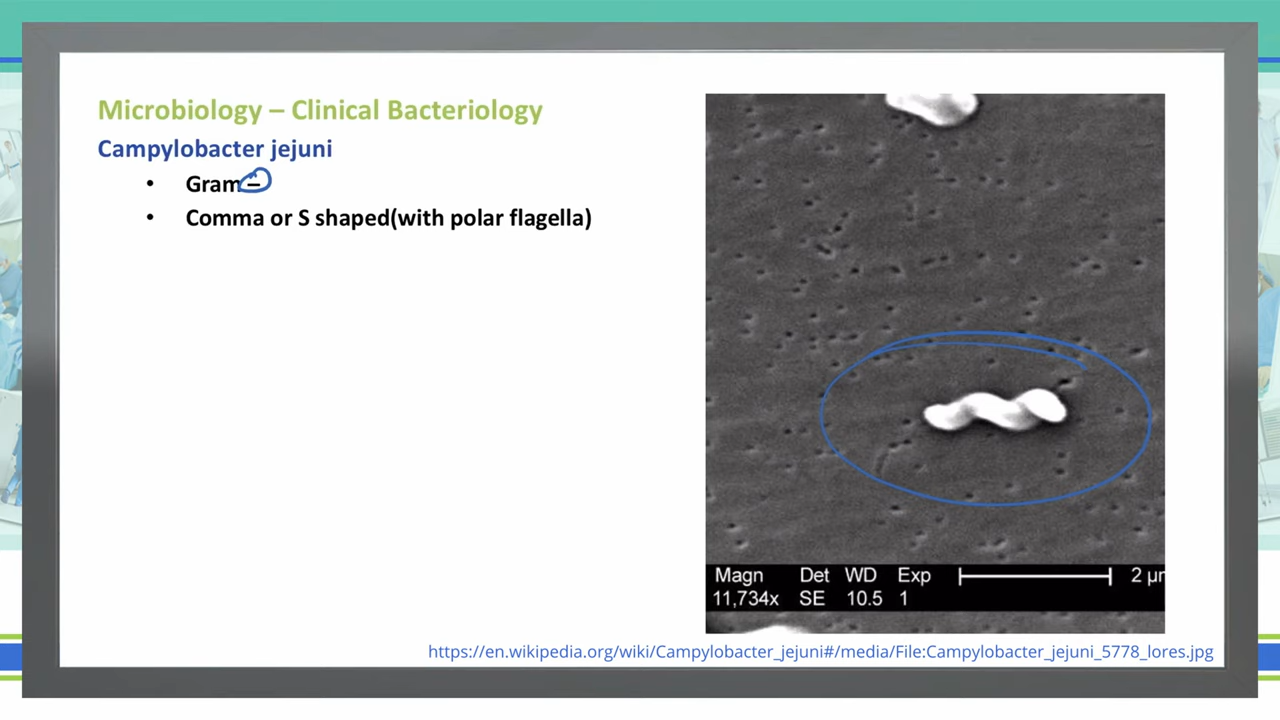 Microbiology – Clinical Bacteriology
Campylobacter jejuni
• Gram –
• Comma or S shaped(with polar flagella)
Magn Det WD Exp 2 µm
11,734x SE 10.5 1
https://en.wikipedia.org/wiki/Campylobacter_jejuni#/media/File:Campylobacter_jejuni_5778_lores.jpg